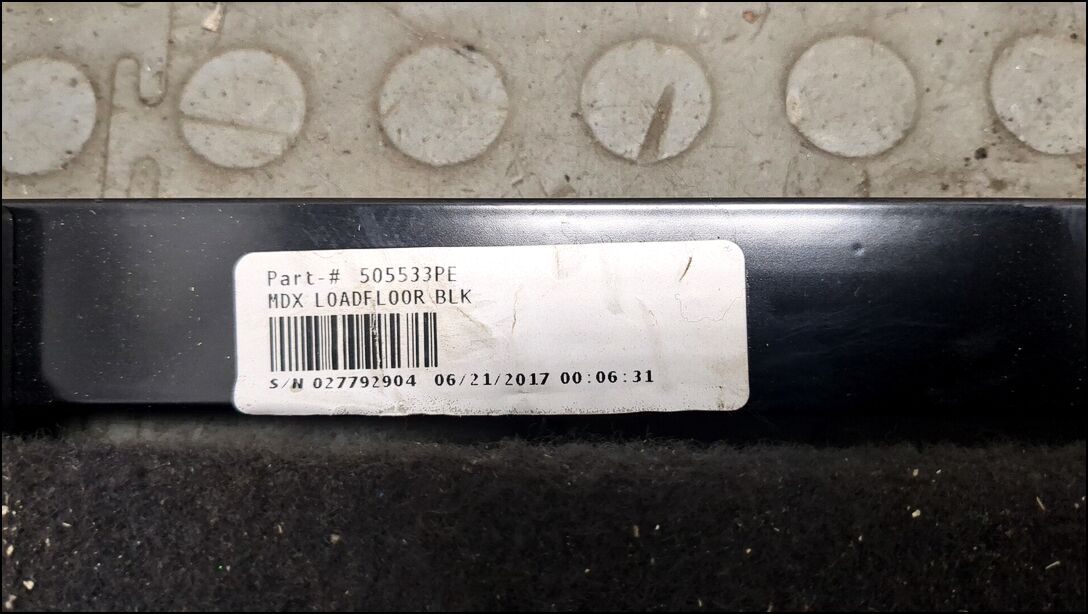 Part-# 505533PE
MDX LOADFLOOR BLK
S/N 027792904 06/21/2017 00:06:31